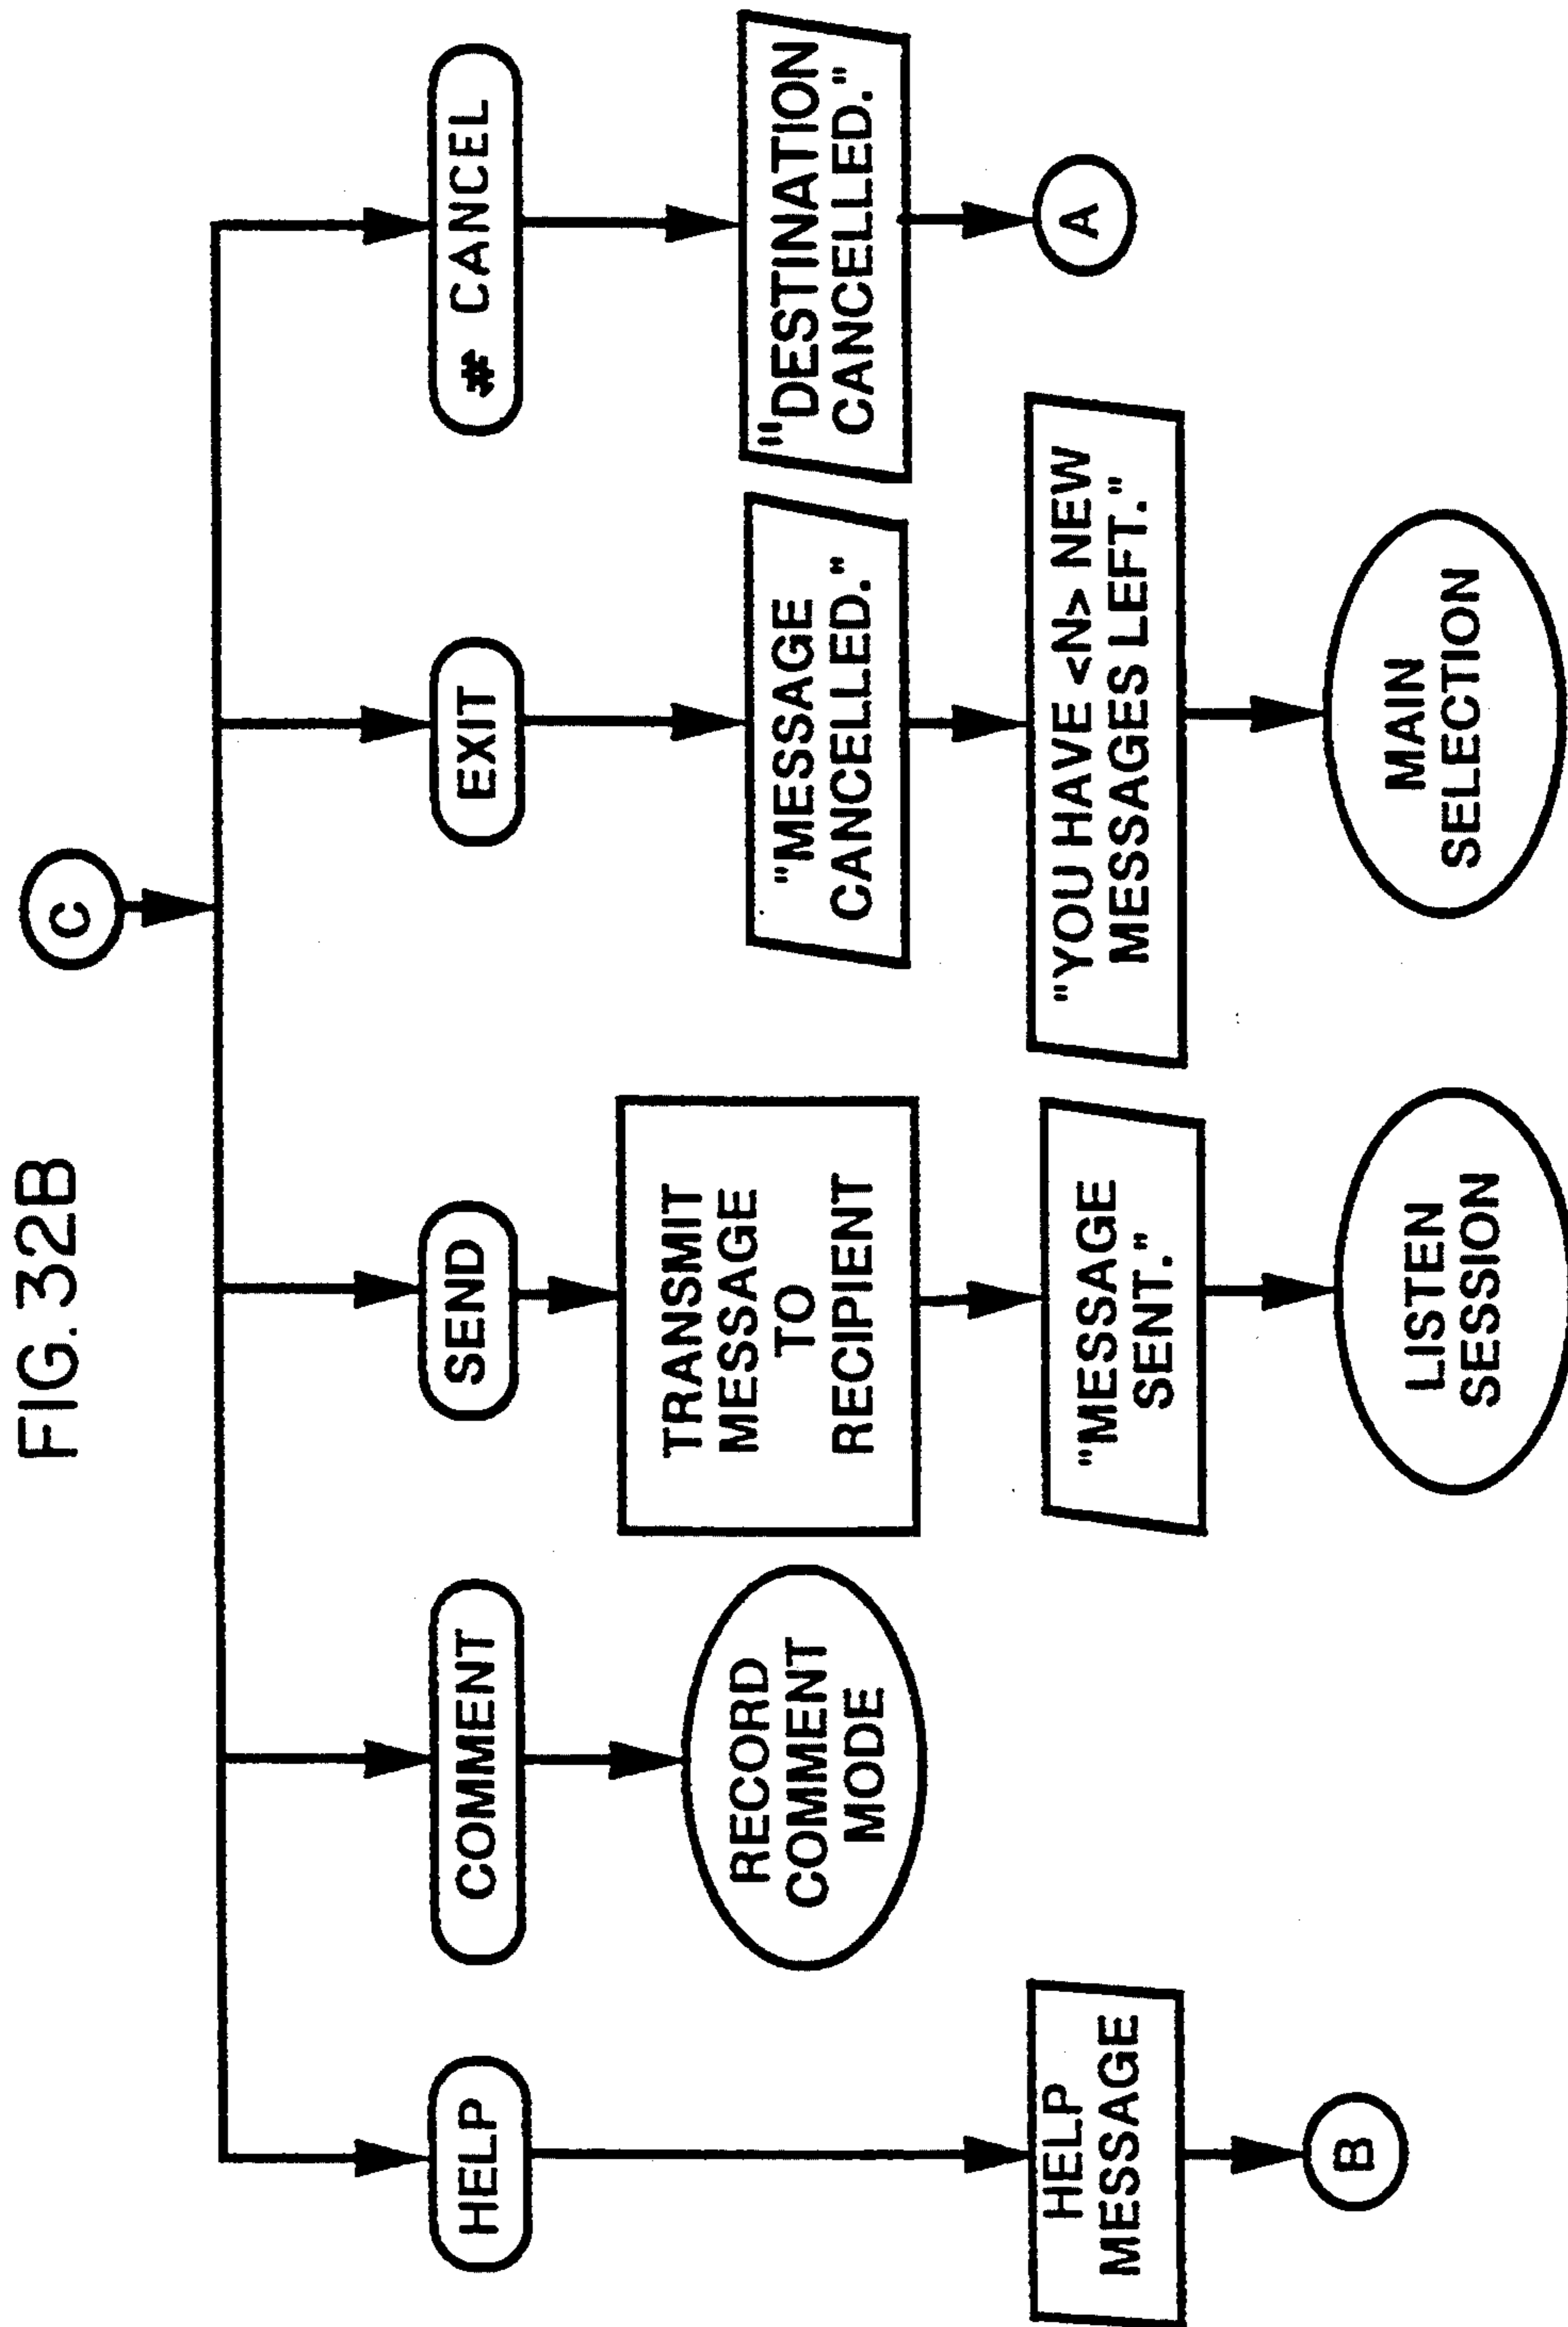 FIG. 32B
C
HELP
HELP
MESSAGE
B
COMMENT
RECORD
COMMENT
MODE
SEND
TRANSMIT
MESSAGE
TO
RECIPIENT
"MESSAGE
SENT."
LISTEN
SESSION
EXIT
"MESSAGE
CANCELLED."
"YOU HAVE <N> NEW
MESSAGES LEFT."
MAIN
SELECTION
# CANCEL
"DESTINATION
CANCELLED."
A